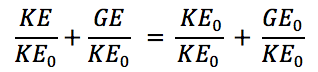 KE/KE₀ + GE/KE₀ = KE₀/KE₀ + GE₀/KE₀